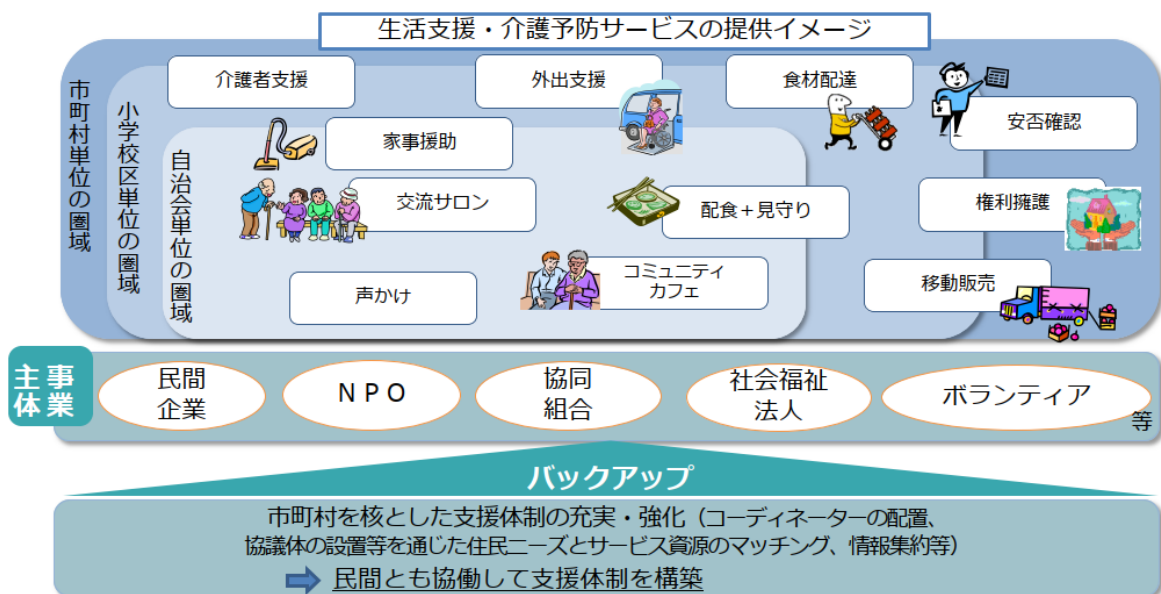 生活支援・介護予防サービスの提供イメージ
市町村単位の圏域
小学校区単位の圏域
自治会単位の圏域
介護者支援
外出支援
食材配達
安否確認
家事援助
交流サロン
配食+見守り
権利擁護
声かけ
コミュニティ
カフェ
移動販売
事業
主体
民間
企業
NPO
協同
組合
社会福祉
法人
ボランティア
等
バックアップ
市町村を核とした支援体制の充実・強化(コーディネーターの配置、
協議体の設置等を通じた住民ニーズとサービス資源のマッチング、情報集約等)
民間とも協働して支援体制を構築